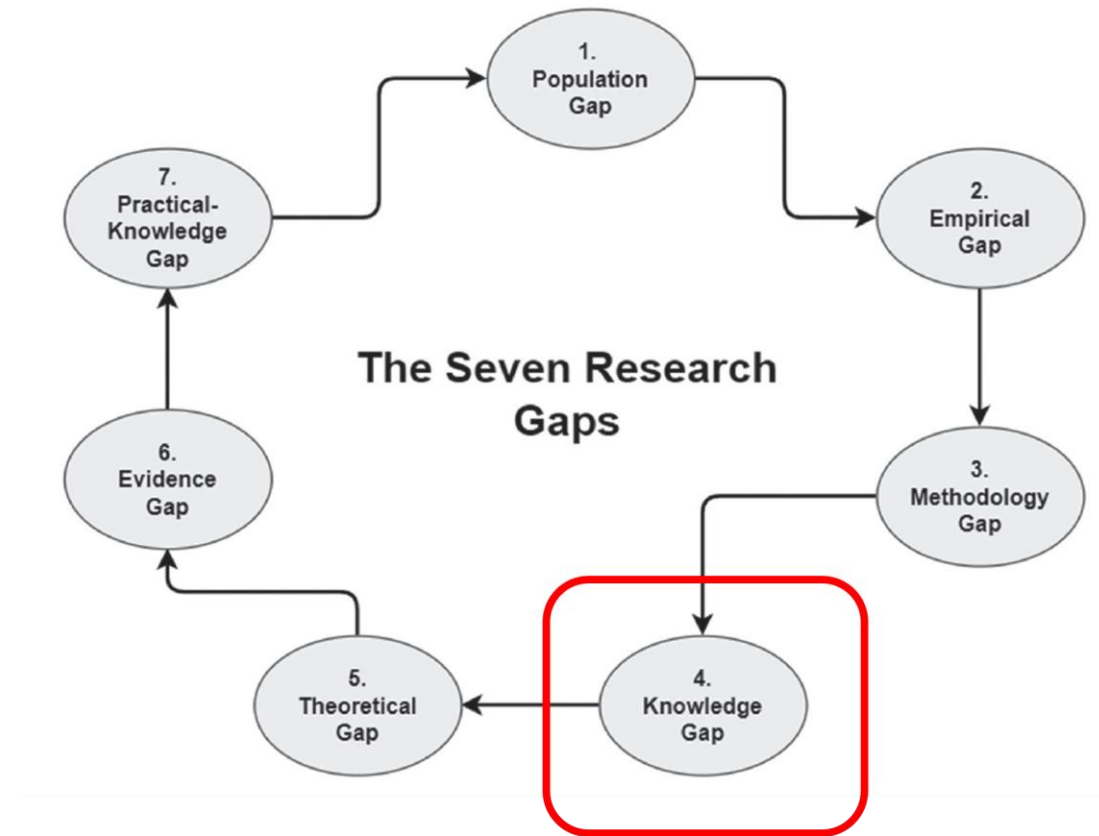 1.
Population
Gap
2.
Empirical
Gap
3.
Methodology
Gap
4.
Knowledge
Gap
5.
Theoretical
Gap
6.
Evidence
Gap
7.
Practical-
Knowledge
Gap
The Seven Research
Gaps